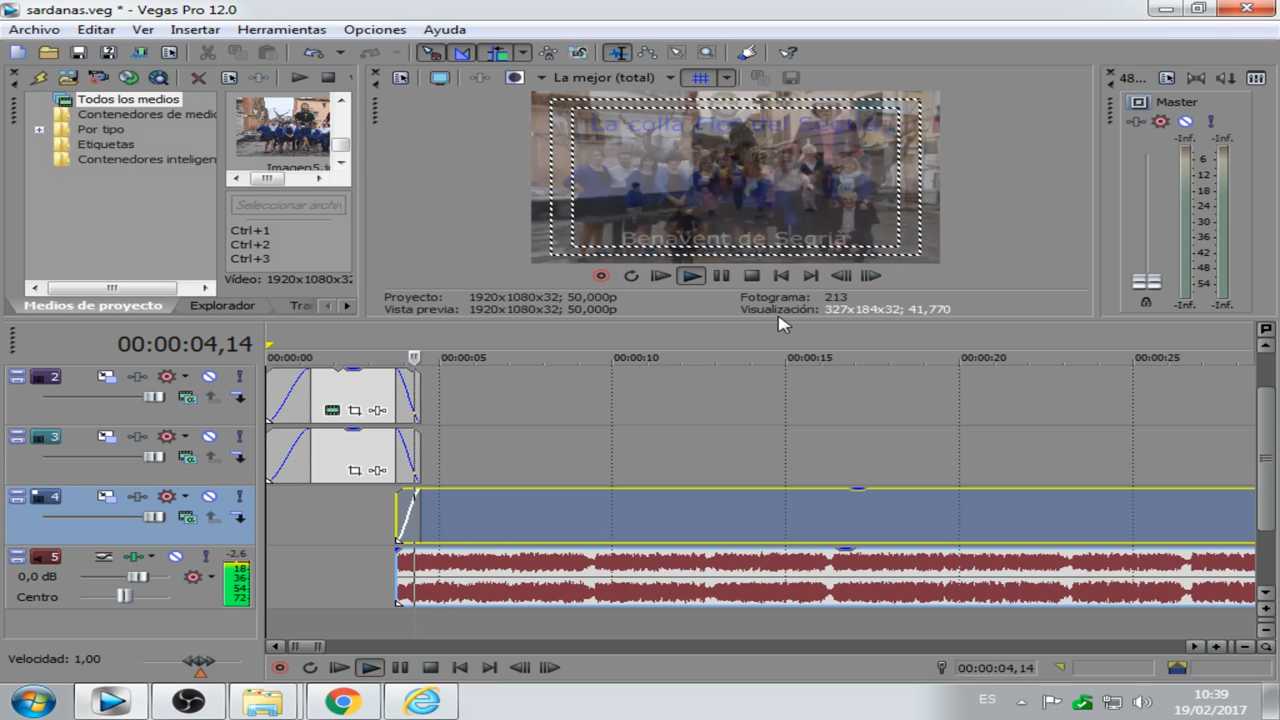 sardanas.veg * - Vegas Pro 12.0
Archivo Editar Ver Insertar Herramientas Opciones Ayuda
La mejor (total)
48...
Todos los medios
Contenedores de medic
Por tipo
Etiquetas
Contenedores inteligen
Imagen5.j
Seleccionar archiv
Ctrl+1
Ctrl+2
Ctrl+3
Vídeo: 1920x1080x32
Medios de proyecto Explorador Trar
La colla Flor del Segrià
Benavent de Segrià
Proyecto: 1920x1080x32; 50,000p
Vista previa: 1920x1080x32; 50,000p
Fotograma: 213
Visualización: 327x184x32; 41,770
Master
-Inf. -Inf.
6
12
18
24
30
36
42
48
54
-Inf. -Inf.
00:00:04,14
00:00:00 00:00:05 00:00:10 00:00:15 00:00:20 00:00:25
2
3
4
5
-2.6
18
36
54
72
0,0 dB
Centro
Velocidad: 1,00
00:00:04,14
ES
10:39
19/02/2017